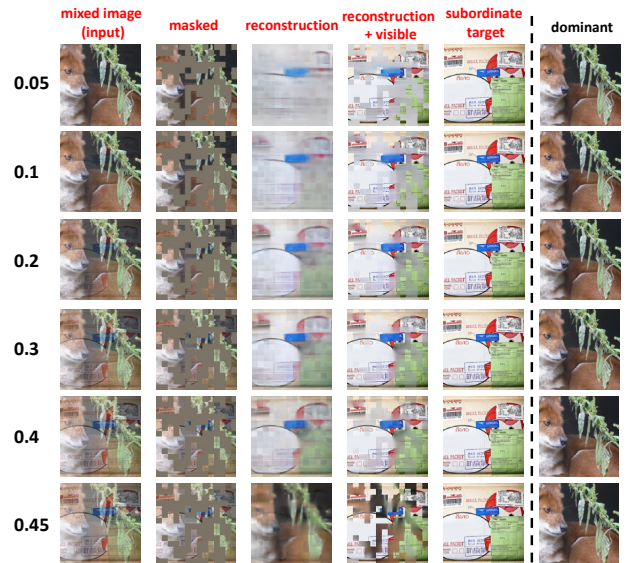 mixed image
(input)
masked
reconstruction
reconstruction
+ visible
subordinate
target
dominant
0.05
0.1
0.2
0.3
0.4
0.45